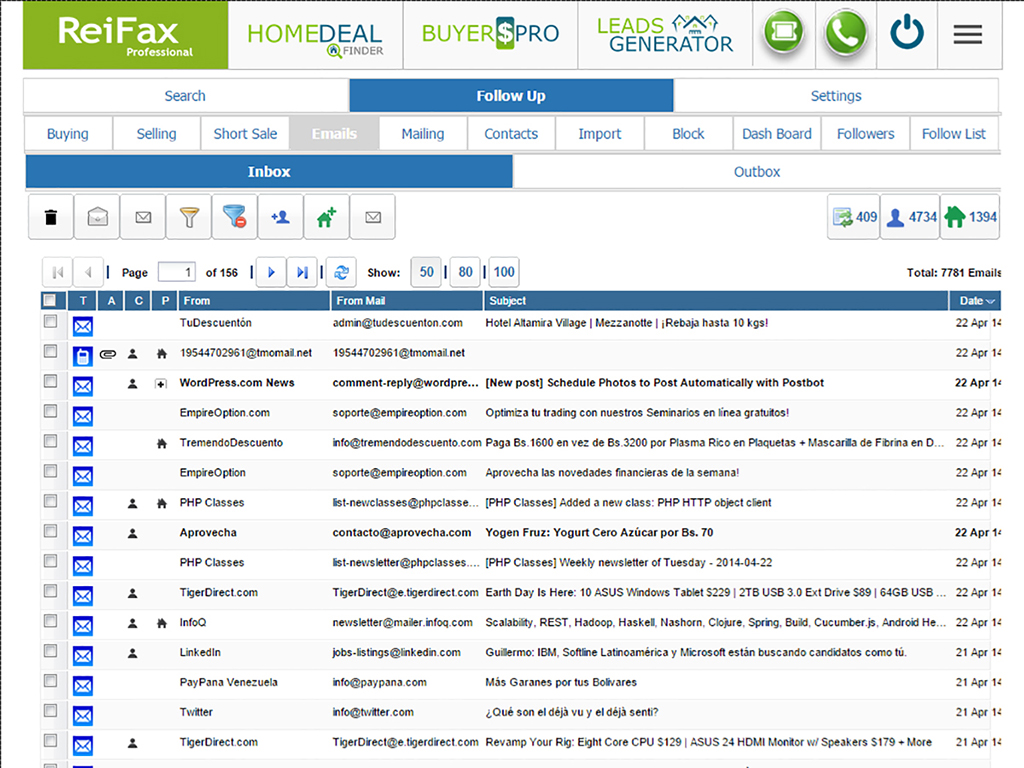 ReiFax
Professional
HOMEDEAL
FINDER
BUYER$PRO
LEADS
GENERATOR
Search Follow Up Settings
Buying Selling Short Sale Emails Mailing Contacts Import Block Dash Board Followers Follow List
Inbox Outbox
409 4734 1394
Page 1 of 156 Show: 50 80 100 Total: 7781 Emails
T A C P From From Mail Subject Date
TuDescuentón admin@tudescuenton.com Hotel Altamira Village | Mezzanotte | ¡Rebaja hasta 10 kgs! 22 Apr 14
19544702961@tmomail.net 19544702961@tmomail.net 22 Apr 14
WordPress.com News comment-reply@wordpre... [New post] Schedule Photos to Post Automatically with Postbot 22 Apr 14
EmpireOption.com soporte@empireoption.com Optimiza tu trading con nuestros Seminarios en línea gratuitos! 22 Apr 14
TremendoDescuento info@tremendodescuento.com Paga Bs.1600 en vez de Bs.3200 por Plasma Rico en Plaquetas + Mascarilla de Fibrina en D... 22 Apr 14
EmpireOption soporte@empireoption.com Aprovecha las novedades financieras de la semana! 22 Apr 14
PHP Classes list-newclasses@phpclasse... [PHP Classes] Added a new class: PHP HTTP object client 22 Apr 14
Aprovecha contacto@aprovecha.com Yogen Fruz: Yogurt Cero Azúcar por Bs. 70 22 Apr 14
PHP Classes list-newsletter@phpclasses.... [PHP Classes] Weekly newsletter of Tuesday - 2014-04-22 22 Apr 14
TigerDirect.com TigerDirect@e.tigerdirect.com Earth Day Is Here: 10 ASUS Windows Tablet $229 | 2TB USB 3.0 Ext Drive $89 | 64GB USB ... 22 Apr 14
InfoQ newsletter@mailer.infoq.com Scalability, REST, Hadoop, Haskell, Nashorn, Clojure, Spring, Build, Cucumber.js, Android He... 22 Apr 14
LinkedIn jobs-listings@linkedin.com Guillermo: IBM, Softline Latinoamérica y Microsoft están buscando candidatos como tú. 21 Apr 14
PayPana Venezuela info@paypana.com Más Garanes por tus Bolivares 21 Apr 14
Twitter info@twitter.com ¿Qué son el déjà vu y el déjà senti? 21 Apr 14
TigerDirect.com TigerDirect@e.tigerdirect.com Revamp Your Rig: Eight Core CPU $129 | ASUS 24 HDMI Monitor w/ Speakers $179 + More 21 Apr 14